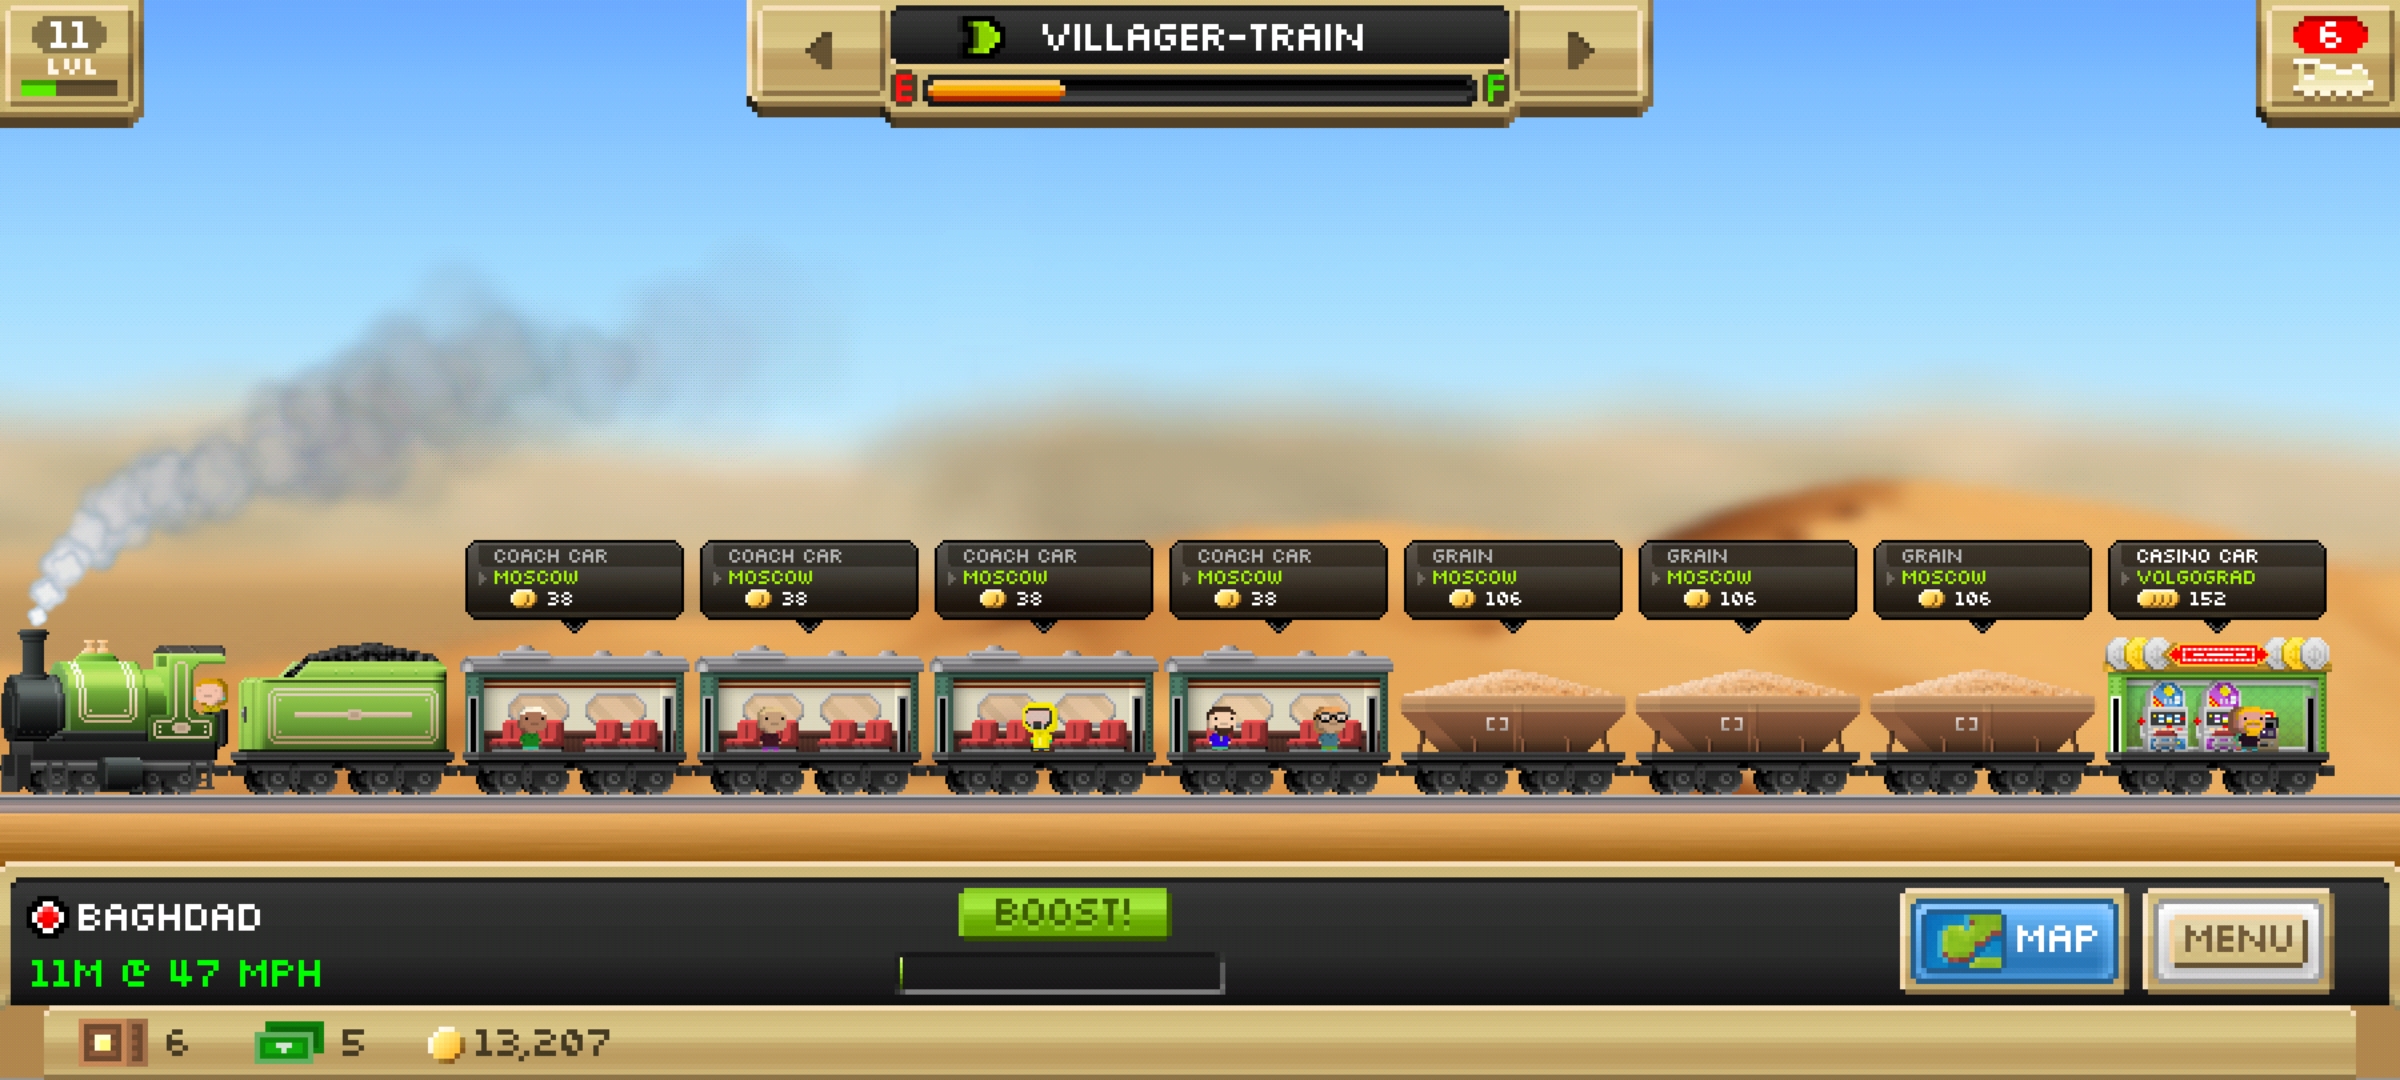 11
LVL
VILLAGER-TRAIN
E F
6
COACH CAR
MOSCOW
38
COACH CAR
MOSCOW
38
COACH CAR
MOSCOW
38
COACH CAR
MOSCOW
38
GRAIN
MOSCOW
106
GRAIN
MOSCOW
106
GRAIN
MOSCOW
106
CASINO CAR
VOLGOGRAD
152
BAGHDAD
11M @ 47 MPH
BOOST!
MAP
MENU
6
5
13,207